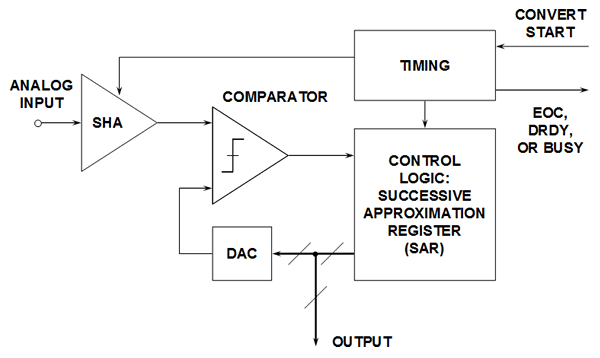 CONVERT
START
TIMING
ANALOG
INPUT
COMPARATOR
SHA
EOC,
DRDY,
OR BUSY
CONTROL
LOGIC:
SUCCESSIVE
APPROXIMATION
REGISTER
(SAR)
DAC
OUTPUT